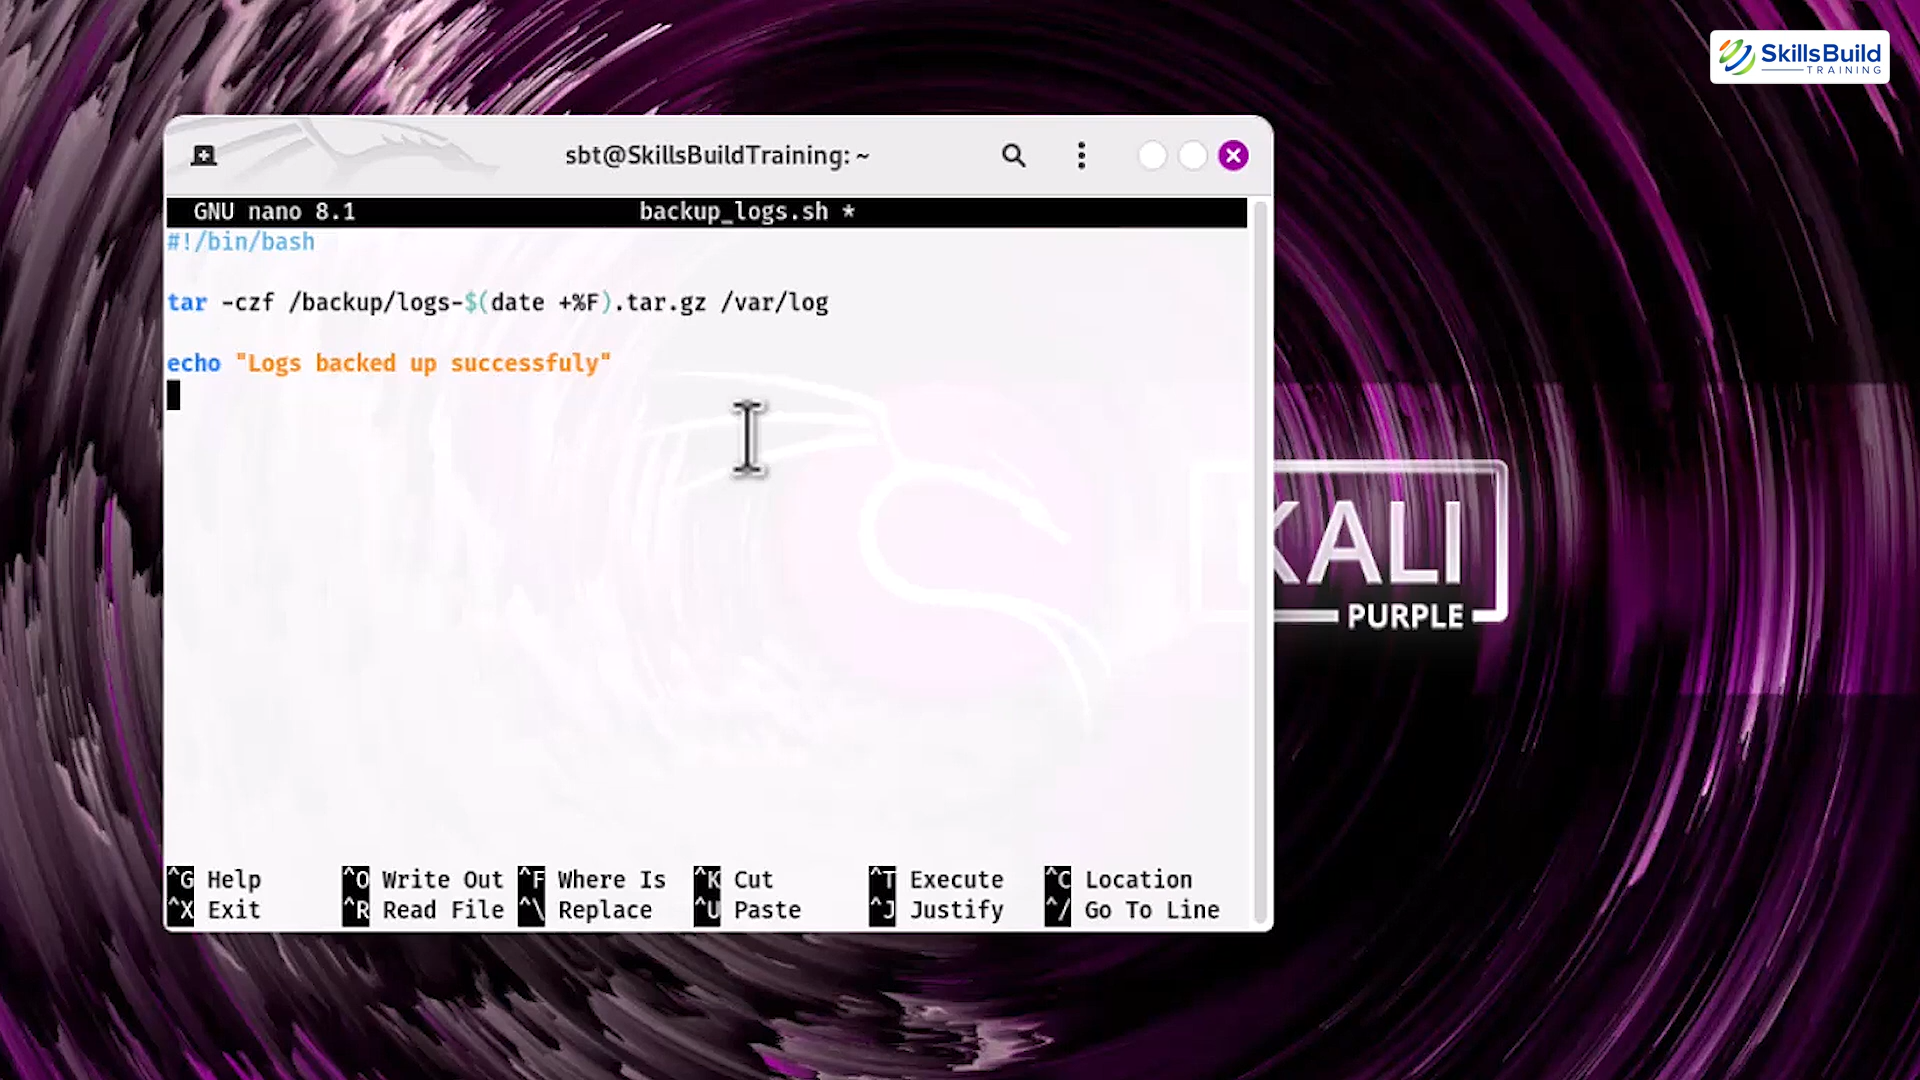 SkillsBuild
TRAINING
sbt@SkillsBuildTraining: ~
GNU nano 8.1 backup_logs.sh *
#!/bin/bash
tar -czf /backup/logs-$(date +%F).tar.gz /var/log
echo "Logs backed up successfuly"
KALI
PURPLE
^G Help ^O Write Out ^F Where Is ^K Cut ^T Execute ^C Location
^X Exit ^R Read File ^\ Replace ^U Paste ^J Justify ^/ Go To Line